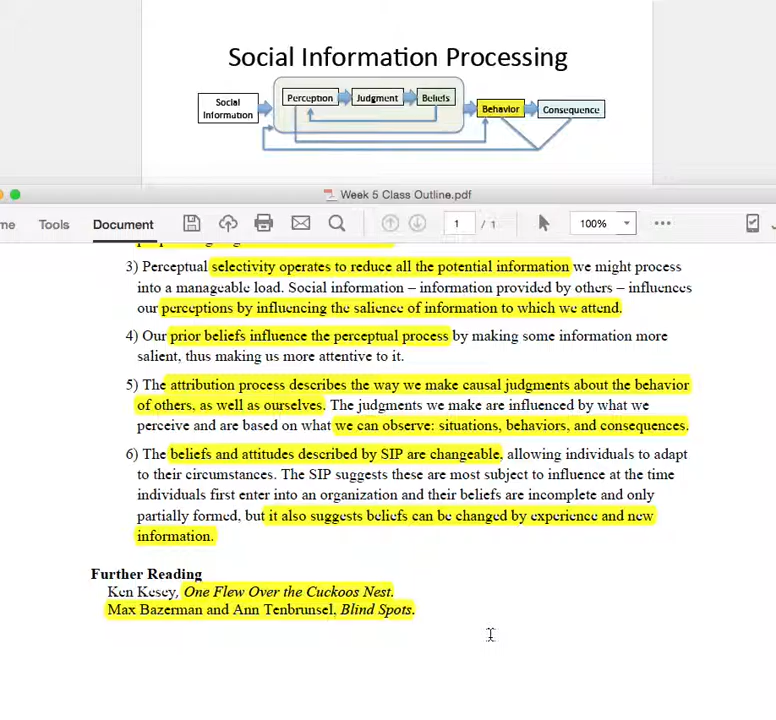 Social Information Processing
Social
Information
Perception
Judgment
Beliefs
Behavior
Consequence
Week 5 Class Outline.pdf
me
Tools
Document
1
/ 1
100%
3) Perceptual selectivity operates to reduce all the potential information we might process
into a manageable load. Social information – information provided by others – influences
our perceptions by influencing the salience of information to which we attend.
4) Our prior beliefs influence the perceptual process by making some information more
salient, thus making us more attentive to it.
5) The attribution process describes the way we make causal judgments about the behavior
of others, as well as ourselves. The judgments we make are influenced by what we
perceive and are based on what we can observe: situations, behaviors, and consequences.
6) The beliefs and attitudes described by SIP are changeable, allowing individuals to adapt
to their circumstances. The SIP suggests these are most subject to influence at the time
individuals first enter into an organization and their beliefs are incomplete and only
partially formed, but it also suggests beliefs can be changed by experience and new
information.
Further Reading
Ken Kesey, One Flew Over the Cuckoos Nest.
Max Bazerman and Ann Tenbrunsel, Blind Spots.